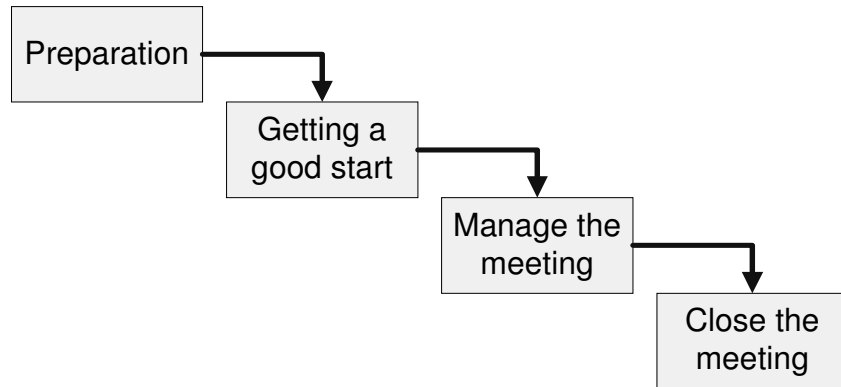 Preparation
Getting a
good start
Manage the
meeting
Close the
meeting